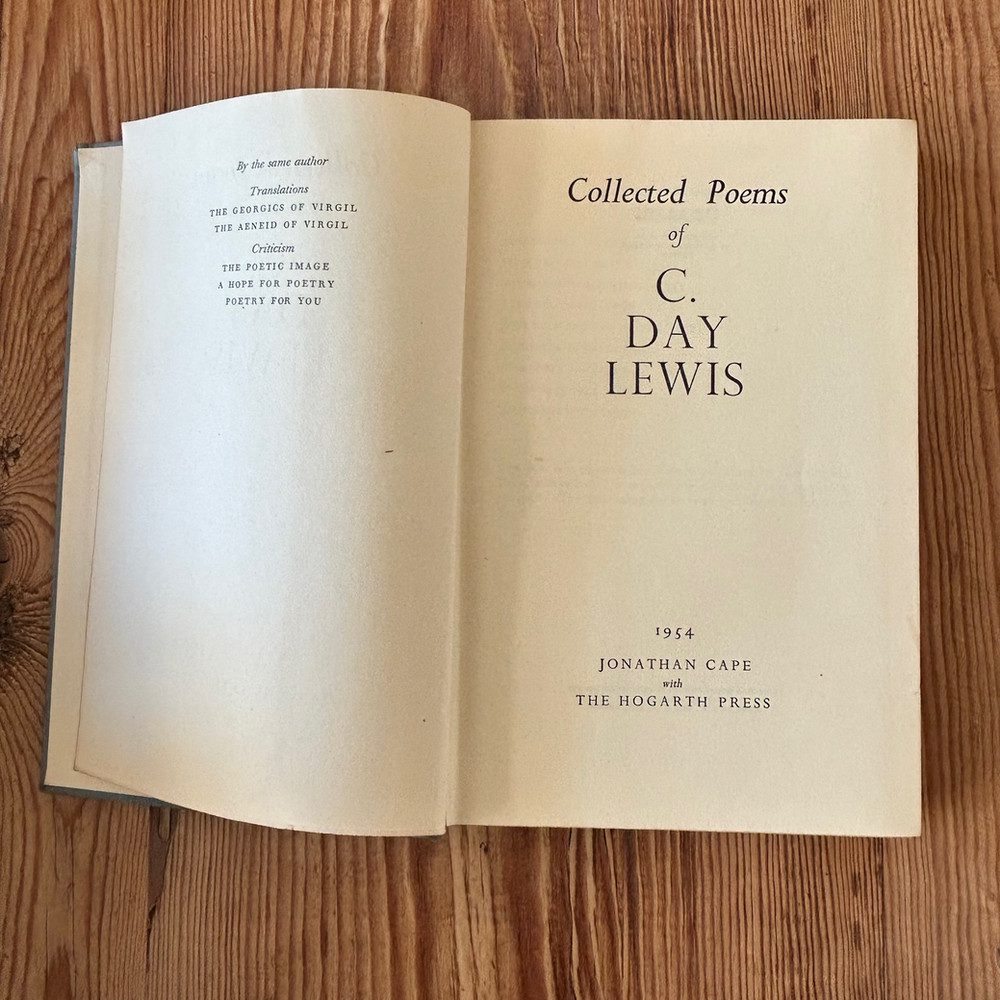 By the same author
Translations
THE GEORGICS OF VIRGIL
THE AENEID OF VIRGIL
Criticism
THE POETIC IMAGE
A HOPE FOR POETRY
POETRY FOR YOU
Collected Poems
of
C.
DAY
LEWIS
1954
JONATHAN CAPE
with
THE HOGARTH PRESS